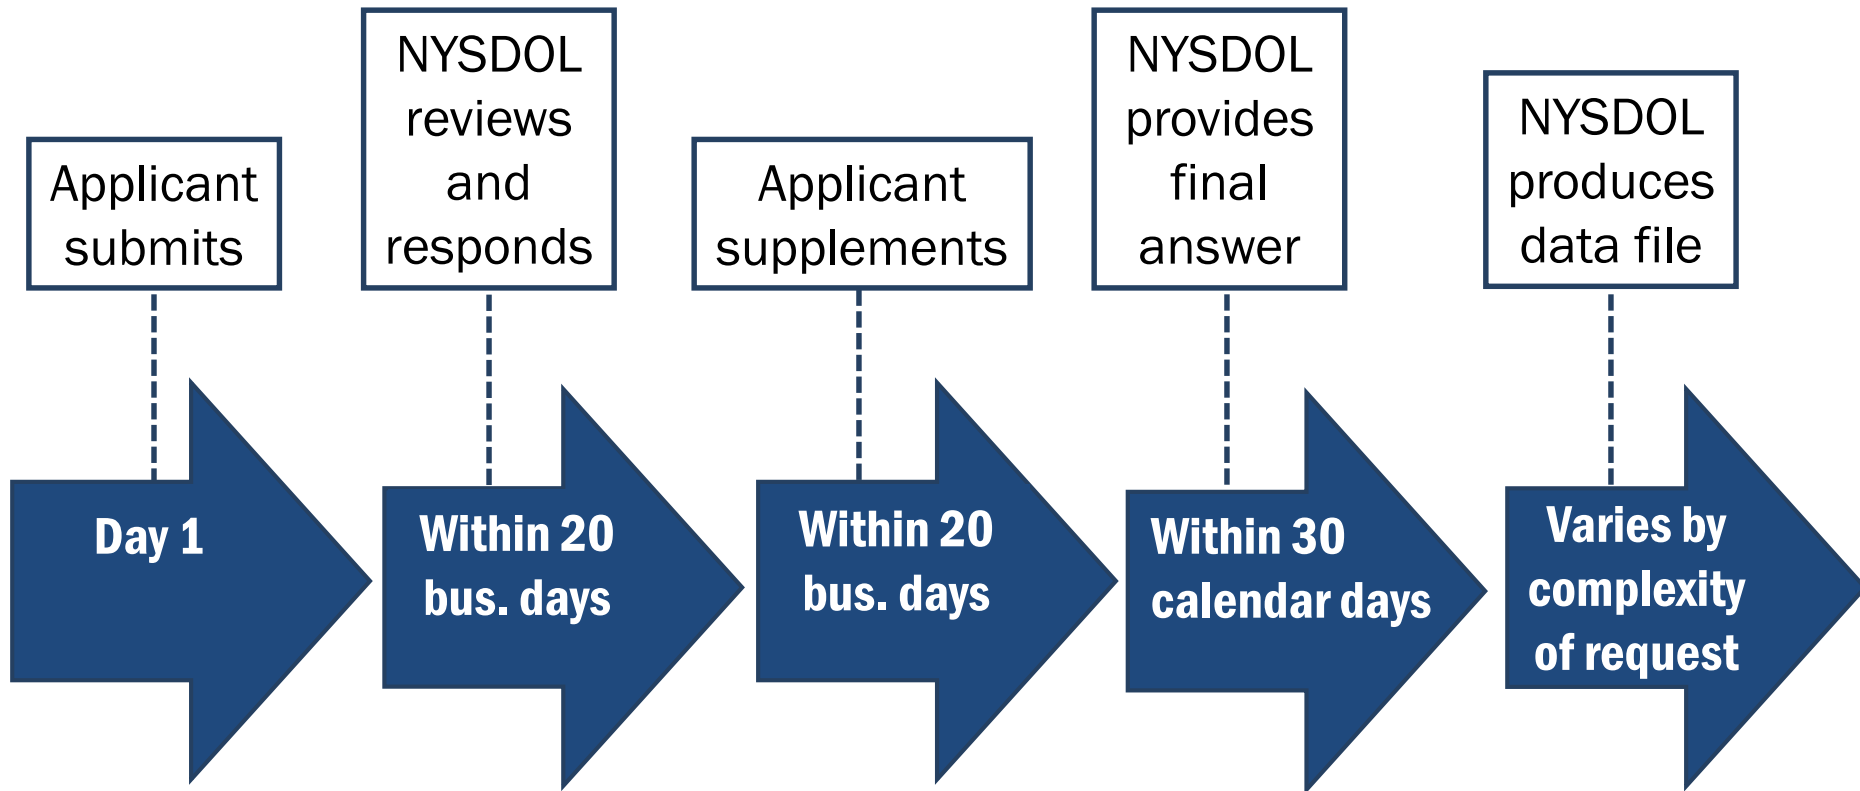 Applicant
submits
NYSDOL
reviews
and
responds
Applicant
supplements
NYSDOL
provides
final
answer
NYSDOL
produces
data file
Day 1
Within 20
bus. days
Within 20
bus. days
Within 30
calendar days
Varies by
complexity
of request